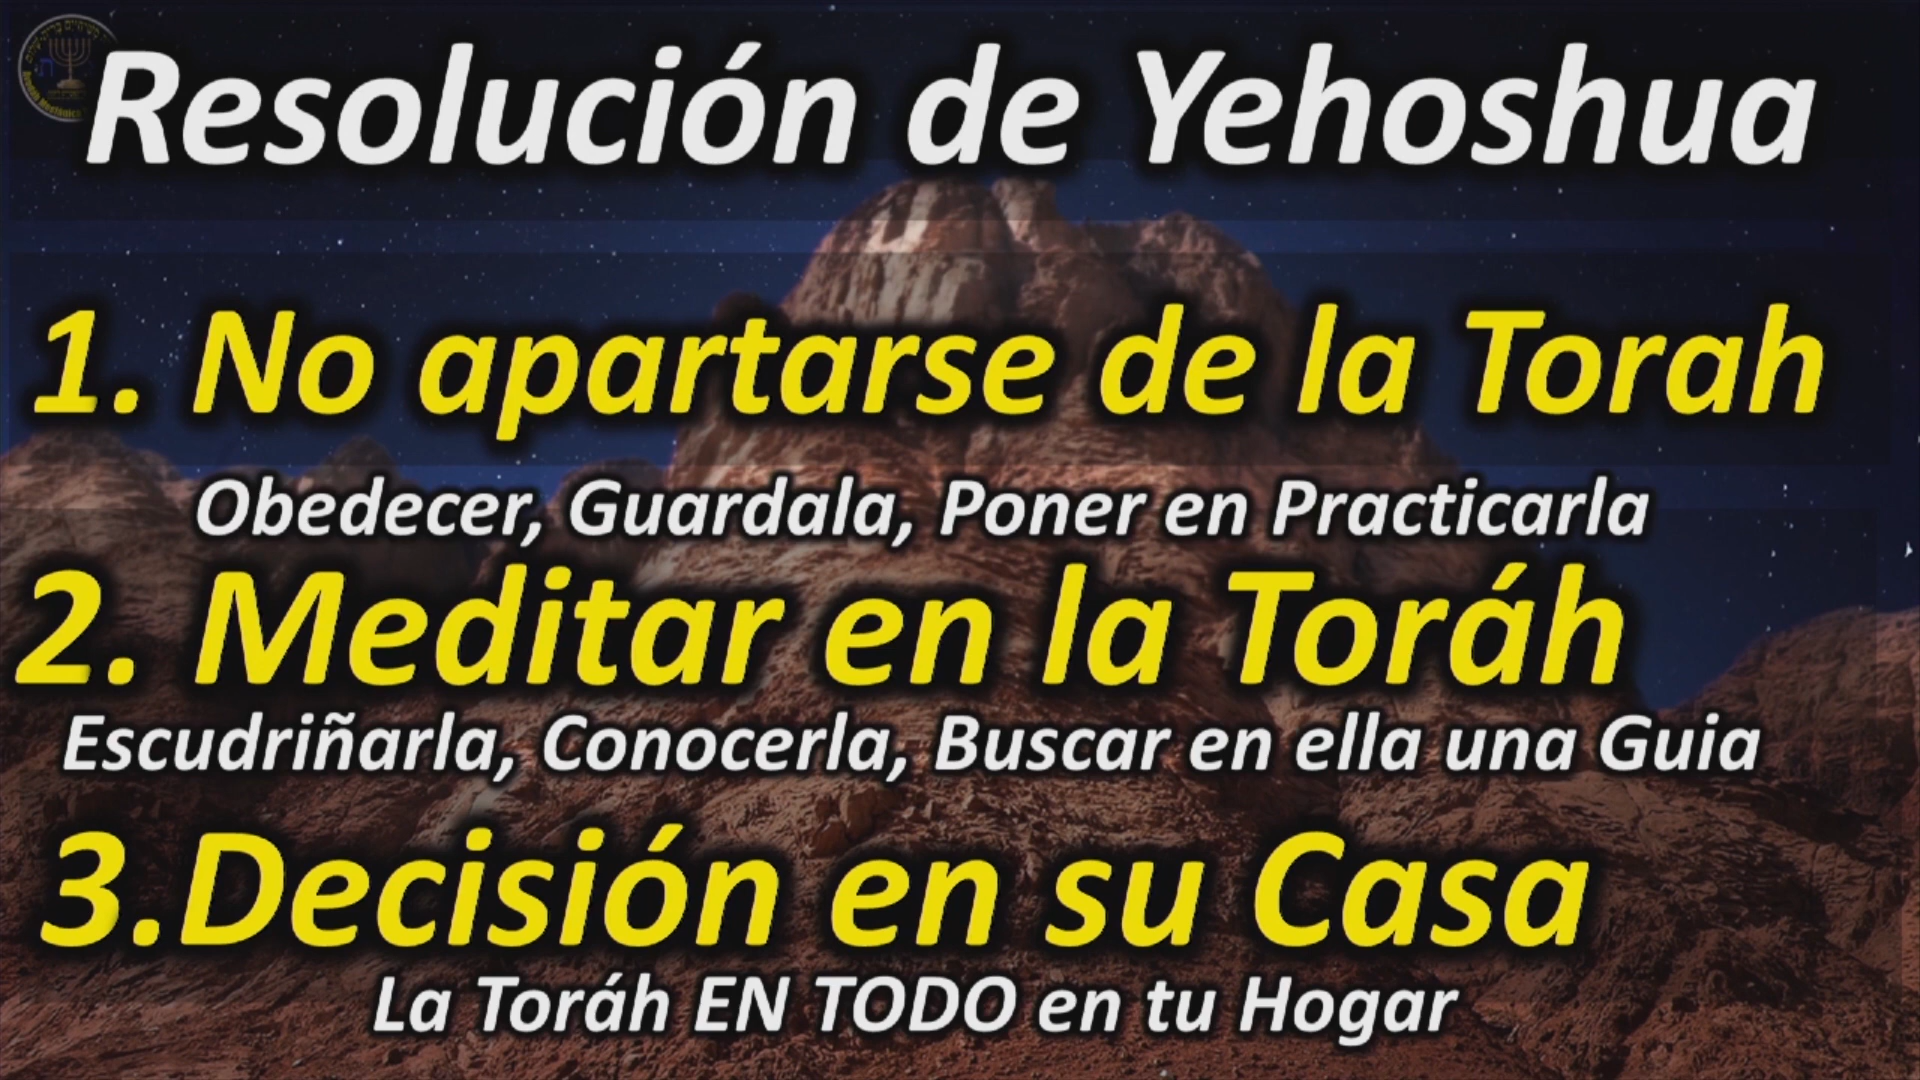 Resolución de Yehoshua
1. No apartarse de la Torah
Obedecer, Guardala, Poner en Practicarla
2. Meditar en la Toráh
Escudriñarla, Conocerla, Buscar en ella una Guia
3.Decisión en su Casa
La Toráh EN TODO en tu Hogar